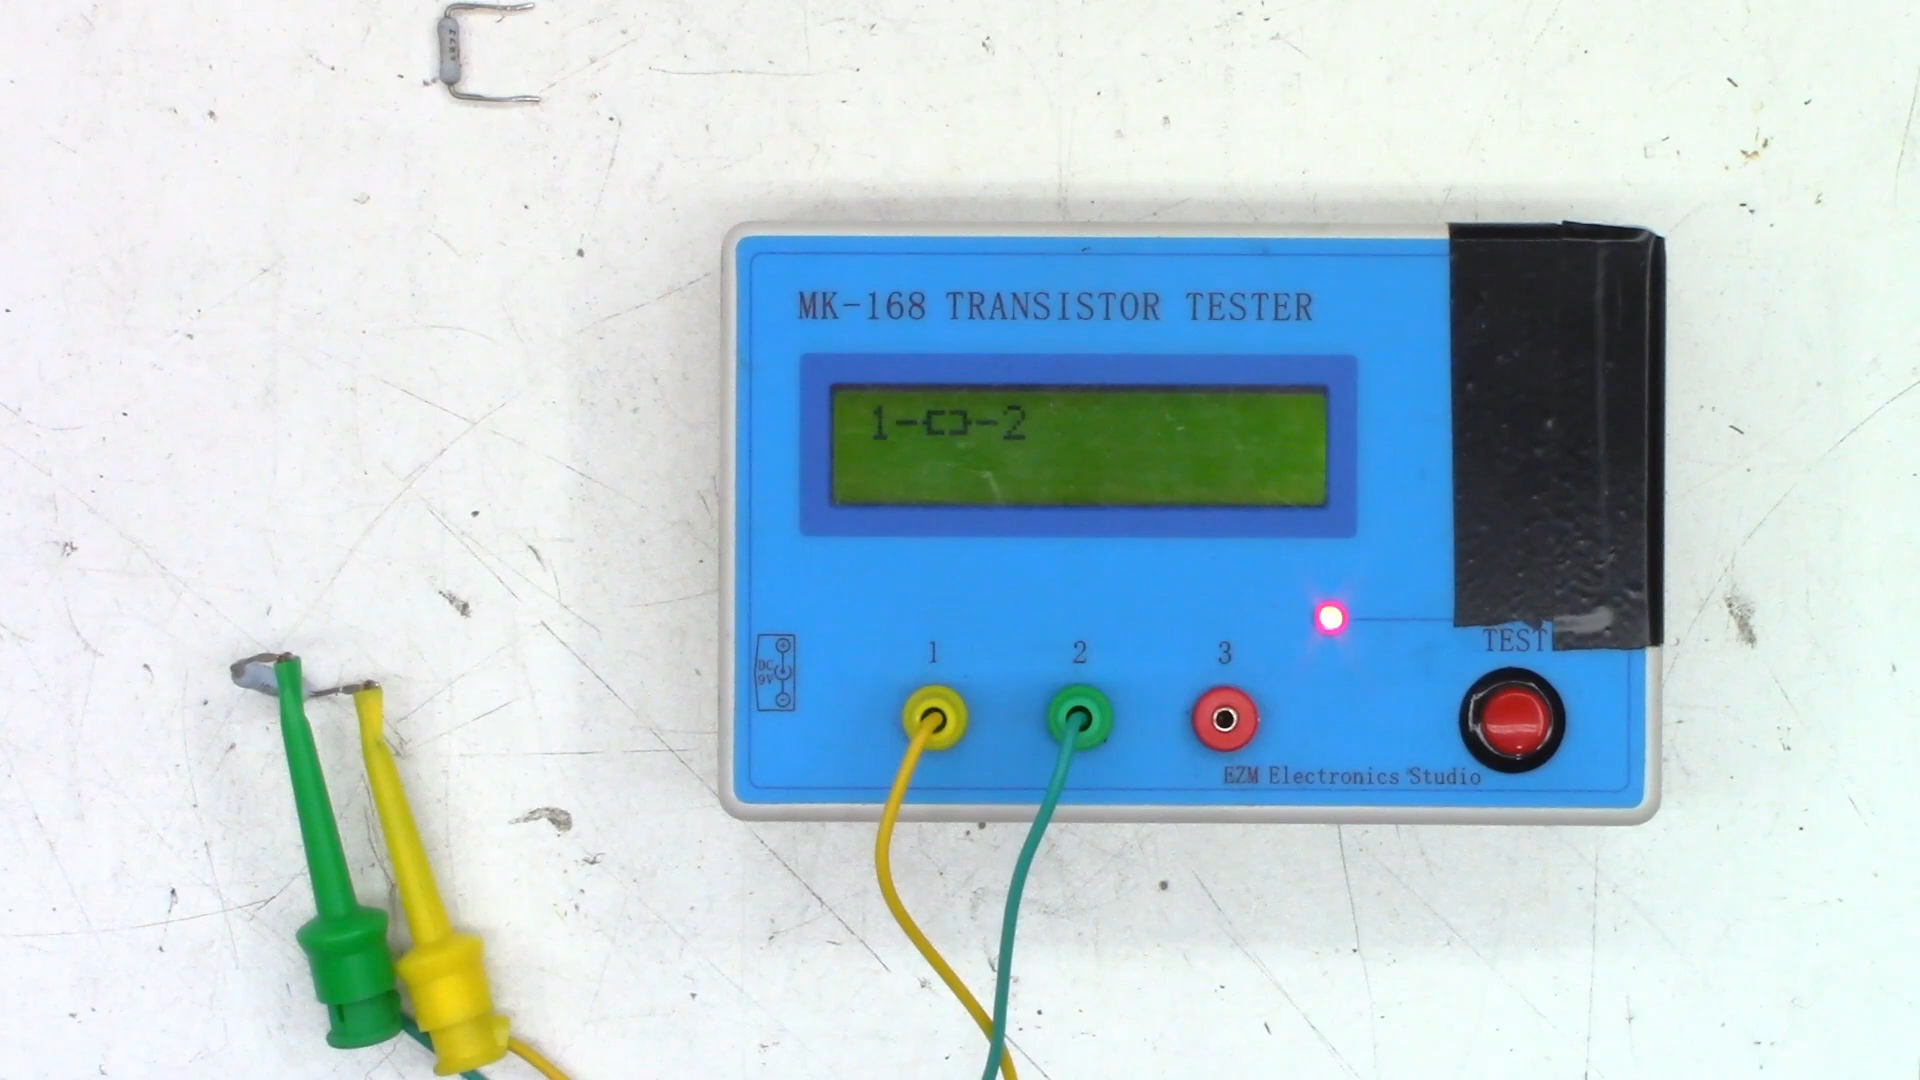 MK-168 TRANSISTOR TESTER
1-[ ]-2
TEST
1 2 3
DC
9V
EZM Electronics Studio